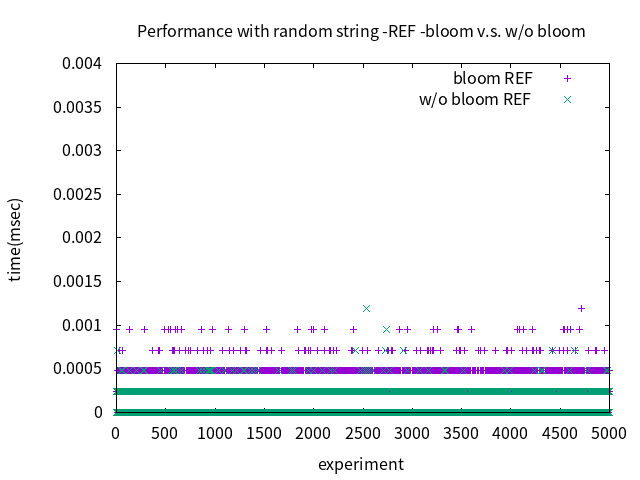 Performance with random string -REF -bloom v.s. w/o bloom
bloom REF
w/o bloom REF
0.004
0.0035
0.003
0.0025
0.002
0.0015
0.001
0.0005
0
time(msec)
0 500 1000 1500 2000 2500 3000 3500 4000 4500 5000
experiment